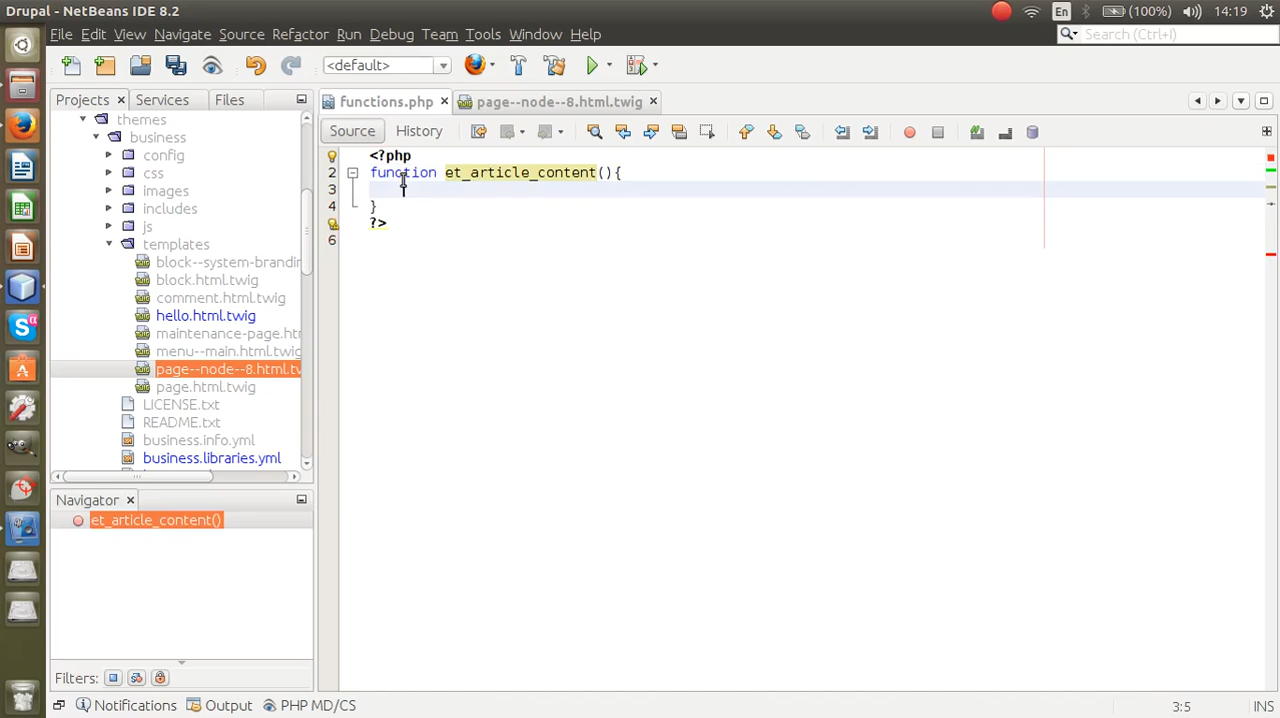 Drupal - NetBeans IDE 8.2
En
(100%)
14:19
File Edit View Navigate Source Refactor Run Debug Team Tools Window Help
Search (Ctrl+I)
<default>
Projects
Services
Files
functions.php
page--node--8.html.twig
Source
History
themes
business
config
css
images
includes
js
templates
block--system-brandin
block.html.twig
comment.html.twig
hello.html.twig
maintenance-page.ht
menu--main.html.twig
page--node--8.html.tw
page.html.twig
LICENSE.txt
README.txt
business.info.yml
business.libraries.yml
1 <?php
2 function et_article_content(){
3
4 }
?>
6
Navigator
et_article_content()
Filters:
Notifications
Output
PHP MD/CS
3:5
INS